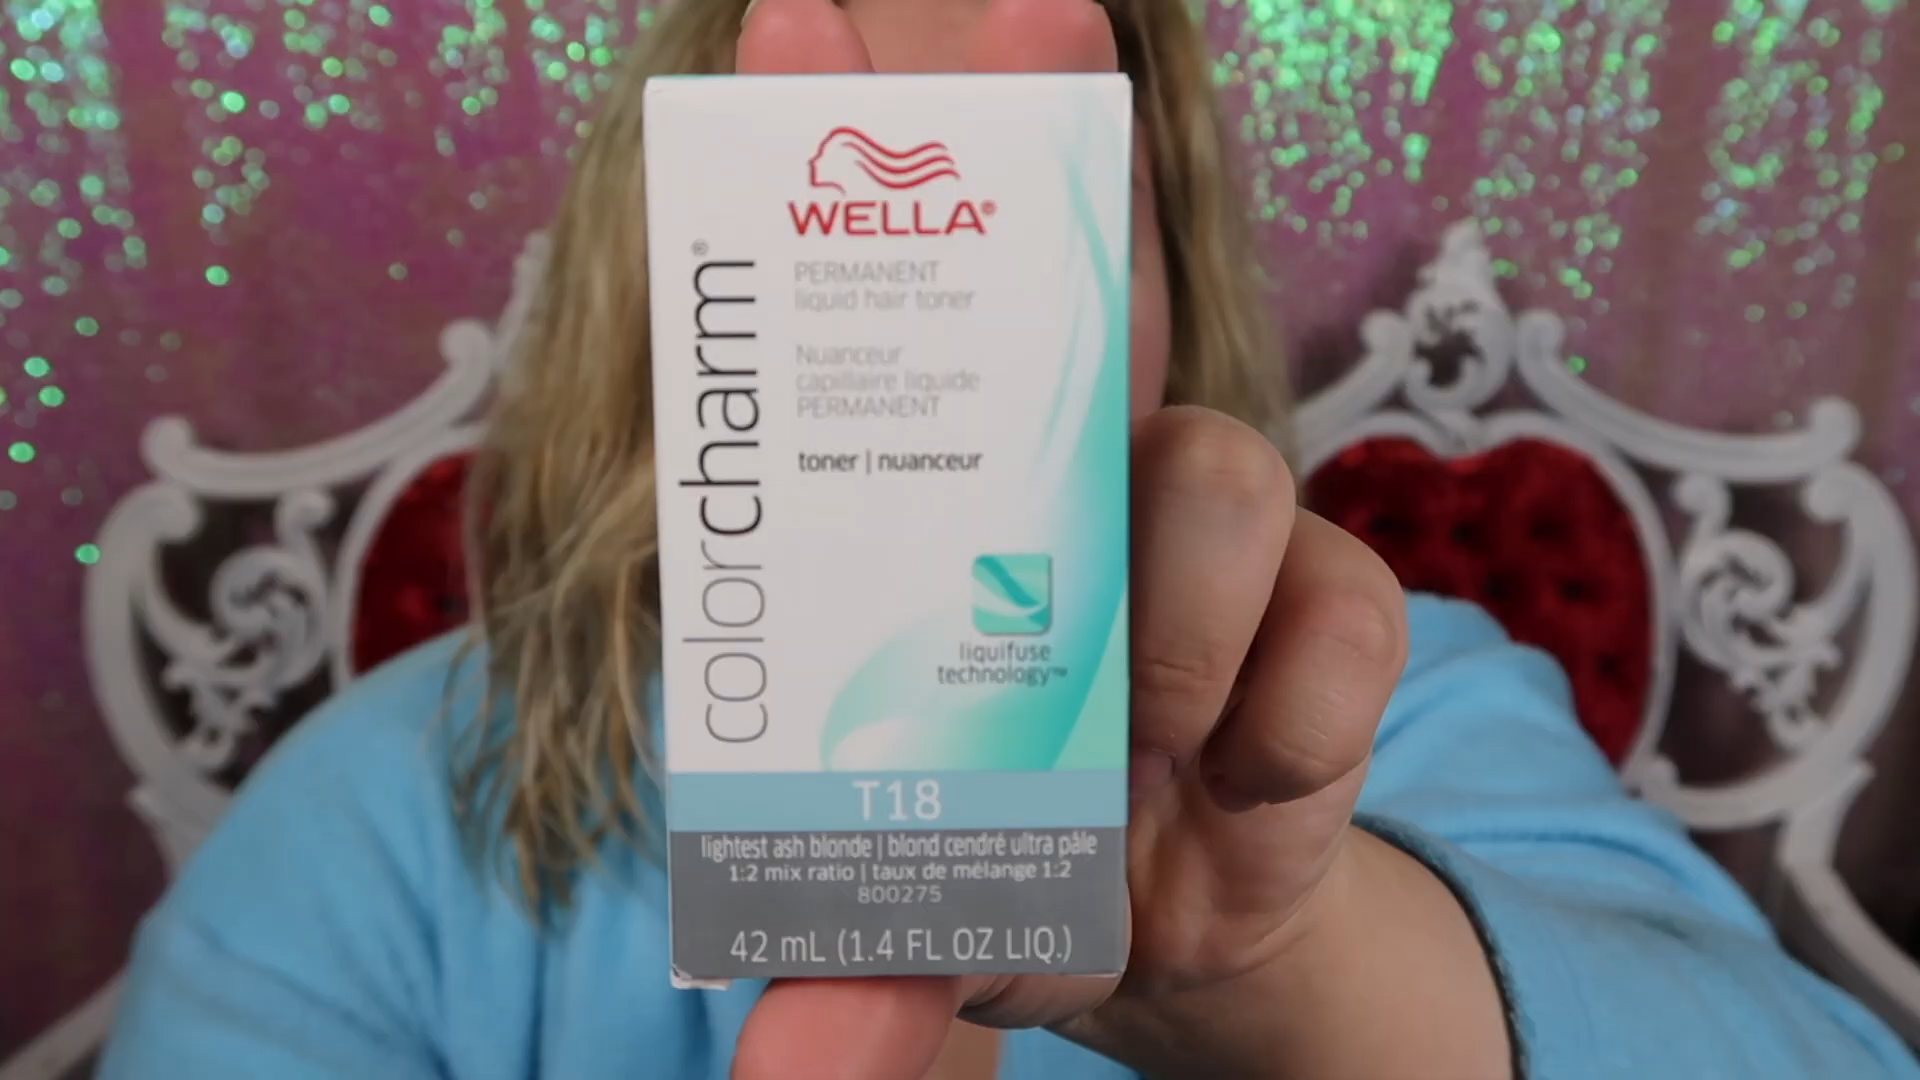 WELLA®
PERMANENT
liquid hair toner
Nuanceur
capillaire liquide
PERMANENT
toner | nuanceur
colorcharm®
liquifuse
technology™
T18
lightest ash blonde | blond cendré ultra pâle
1:2 mix ratio | taux de mélange 1:2
800275
42 mL (1.4 FL OZ LIQ.)